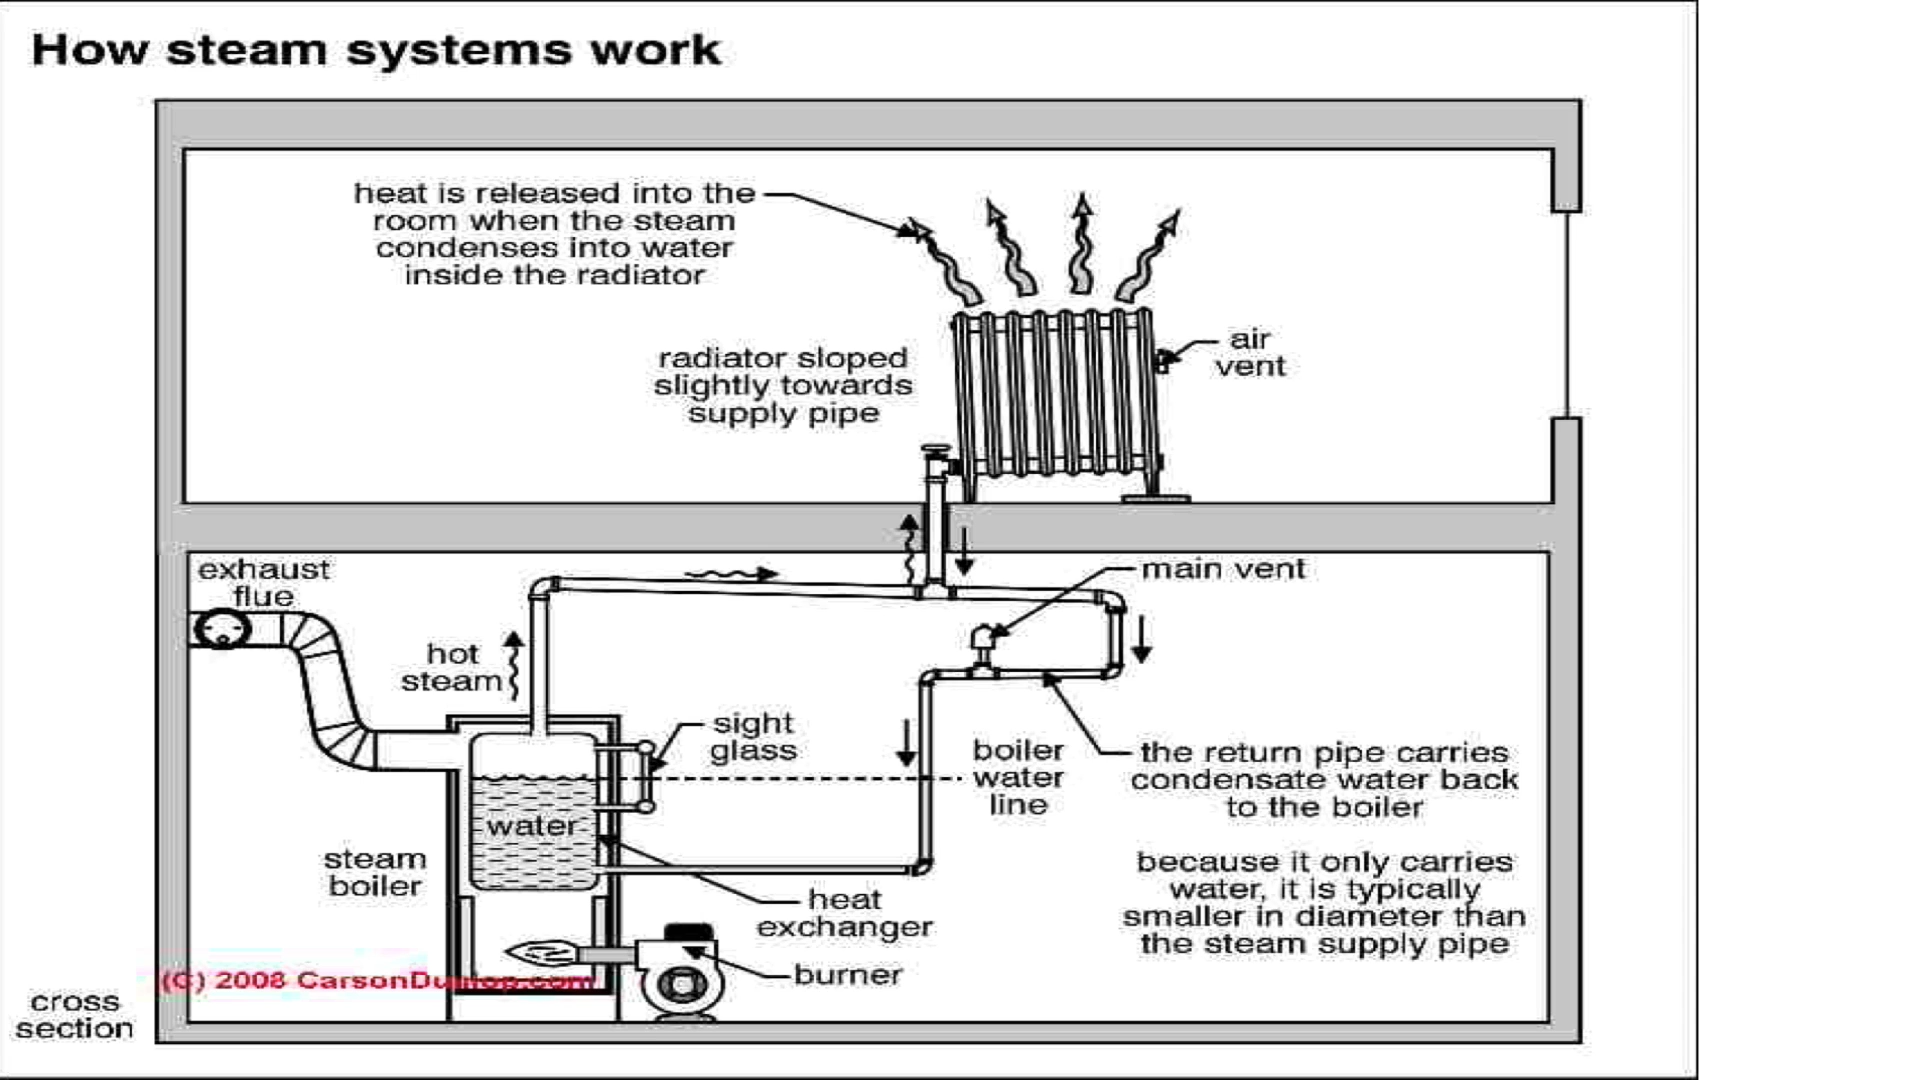 How steam systems work
heat is released into the
room when the steam
condenses into water
inside the radiator
radiator sloped
slightly towards
supply pipe
air
vent
exhaust
flue
main vent
hot
steam
sight
glass
boiler
water
line
the return pipe carries
condensate water back
to the boiler
water
steam
boiler
because it only carries
water, it is typically
smaller in diameter than
the steam supply pipe
heat
exchanger
burner
(C) 2008 CarsonDunlop.com
cross
section